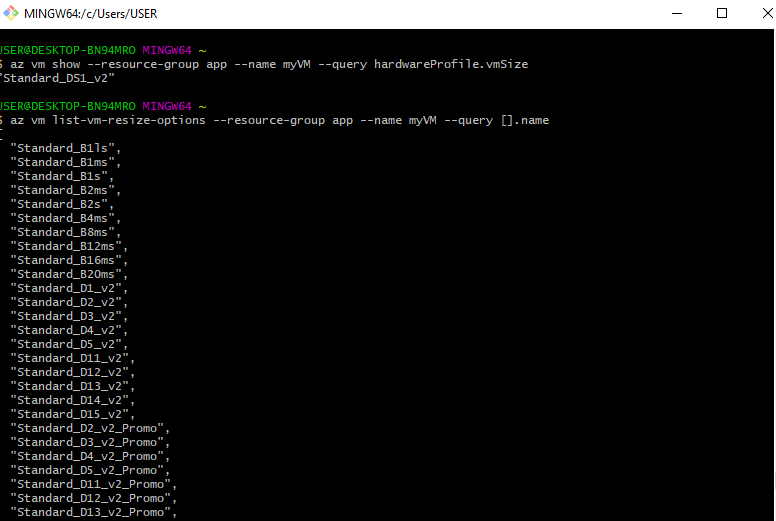 MINGW64:/c/Users/USER
USER@DESKTOP-BN94MRO MINGW64 ~
$ az vm show --resource-group app --name myVM --query hardwareProfile.vmSize
"Standard_DS1_v2"
USER@DESKTOP-BN94MRO MINGW64 ~
$ az vm list-vm-resize-options --resource-group app --name myVM --query [].name
[
"Standard_B1ls",
"Standard_B1ms",
"Standard_B1s",
"Standard_B2ms",
"Standard_B2s",
"Standard_B4ms",
"Standard_B8ms",
"Standard_B12ms",
"Standard_B16ms",
"Standard_B20ms",
"Standard_D1_v2",
"Standard_D2_v2",
"Standard_D3_v2",
"Standard_D4_v2",
"Standard_D5_v2",
"Standard_D11_v2",
"Standard_D12_v2",
"Standard_D13_v2",
"Standard_D14_v2",
"Standard_D15_v2",
"Standard_D2_v2_Promo",
"Standard_D3_v2_Promo",
"Standard_D4_v2_Promo",
"Standard_D5_v2_Promo",
"Standard_D11_v2_Promo",
"Standard_D12_v2_Promo",
"Standard_D13_v2_Promo",